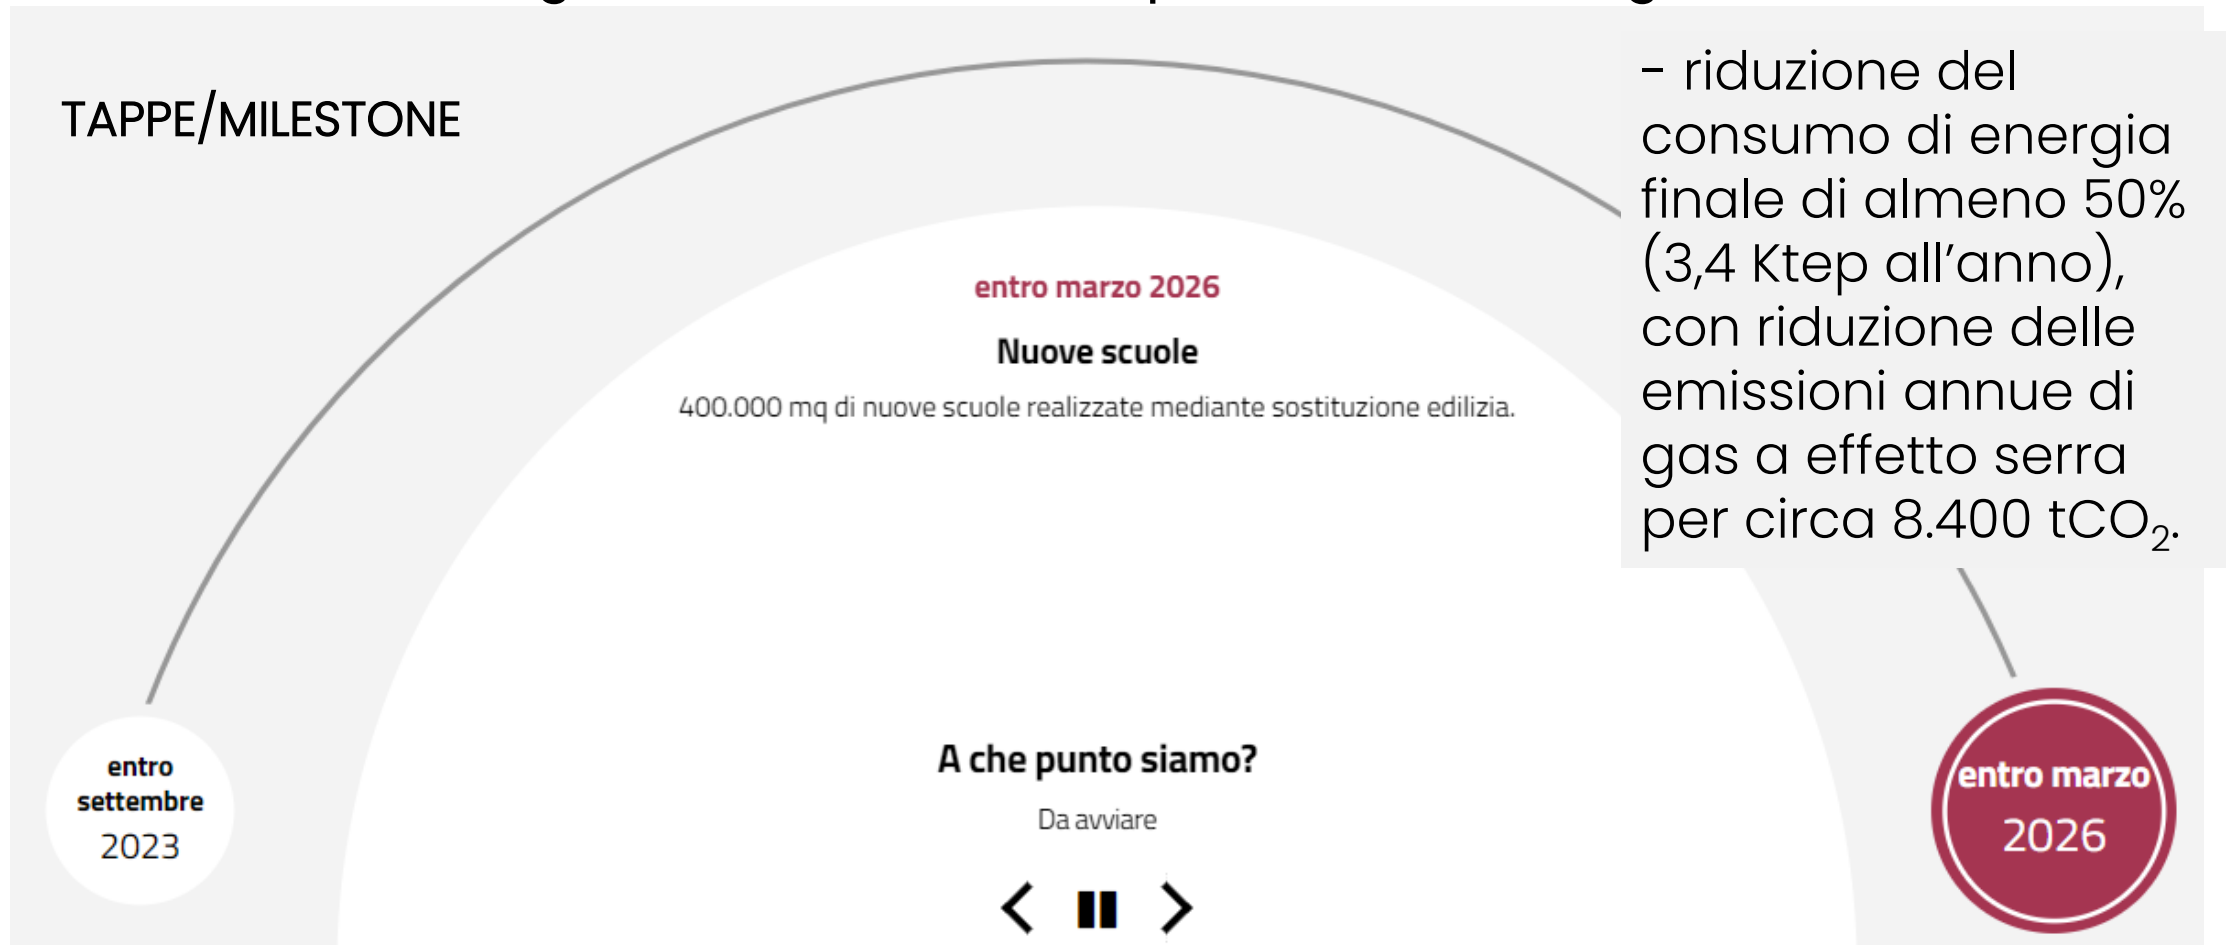 TAPPE/MILESTONE
- riduzione del
consumo di energia
finale di almeno 50%
(3,4 Ktep all’anno),
con riduzione delle
emissioni annue di
gas a effetto serra
per circa 8.400 tCO₂.
entro marzo 2026
Nuove scuole
400.000 mq di nuove scuole realizzate mediante sostituzione edilizia.
A che punto siamo?
Da avviare
entro
settembre
2023
entro marzo
2026